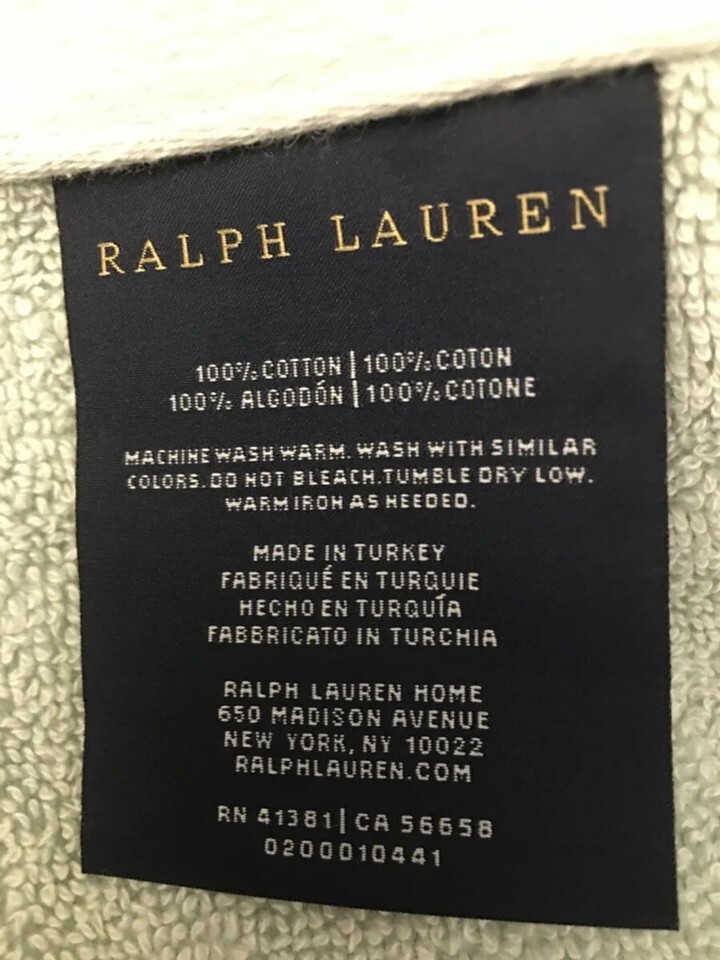 RALPH LAUREN
100% COTTON | 100% COTON
100% ALGODÓN | 100% COTONE
MACHINE WASH WARM. WASH WITH SIMILAR
COLORS. DO NOT BLEACH. TUMBLE DRY LOW.
WARM IRON AS NEEDED.
MADE IN TURKEY
FABRIQUÉ EN TURQUIE
HECHO EN TURQUÍA
FABBRICATO IN TURCHIA
RALPH LAUREN HOME
650 MADISON AVENUE
NEW YORK, NY 10022
RALPHLAUREN.COM
RN 41381 | CA 56658
0200010441